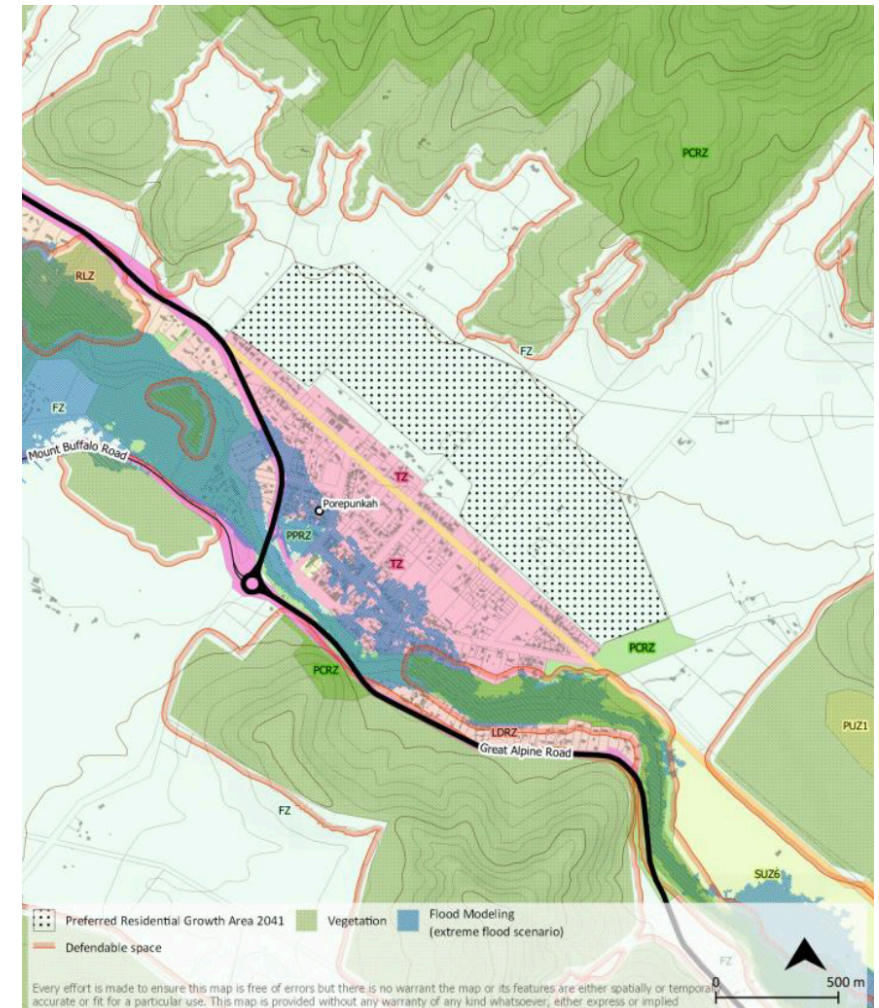 PCRZ
RLZ
FZ
FZ
Mount Buffalo Road
TZ
Porepunkah
PPRZ
TZ
PCRZ
PCRZ
PUZ1
LDRZ
Great Alpine Road
FZ
SUZ6
Preferred Residential Growth Area 2041
Vegetation
Flood Modeling
(extreme flood scenario)
Defendable space
FZ
Every effort is made to ensure this map is free of errors but there is no warrant the map or its features are either spatially or tempora
accurate or fit for a particular use. This map is provided without any warranty of any kind whatsoever, either express or implied
0
500 m